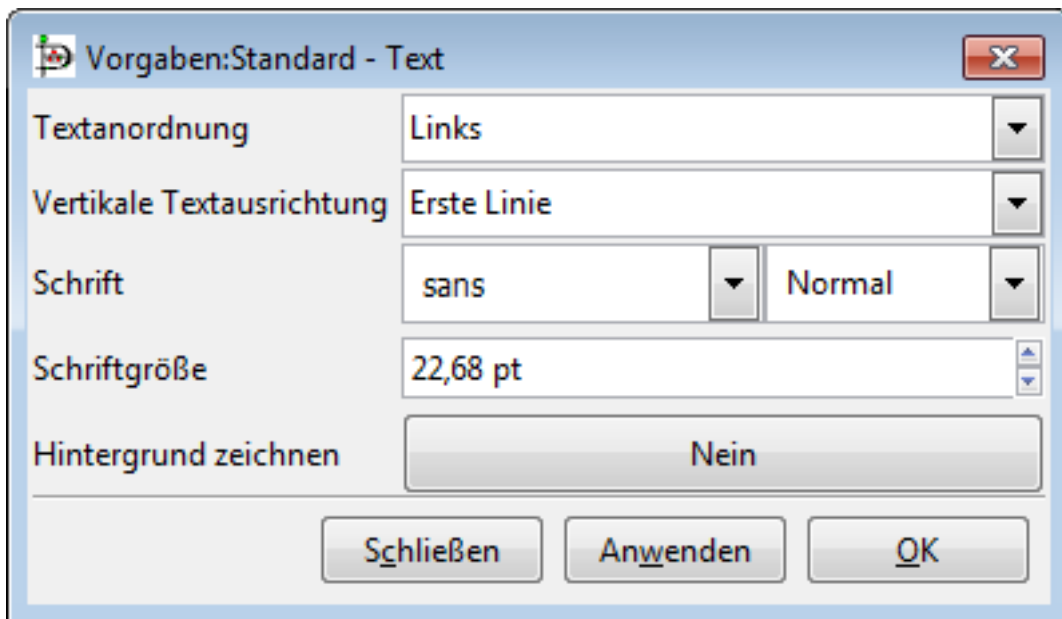 Vorgaben:Standard - Text
Textanordnung Links
Vertikale Textausrichtung Erste Linie
Schrift sans Normal
Schriftgröße 22,68 pt
Hintergrund zeichnen Nein
Schließen Anwenden OK